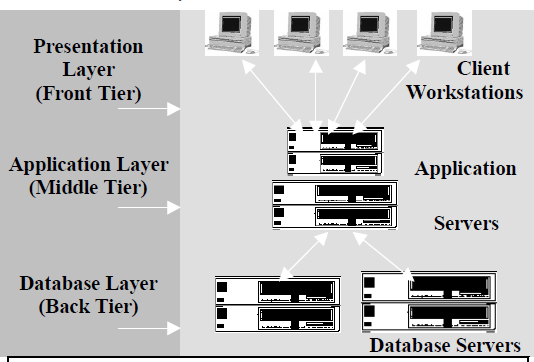 Presentation
Layer
(Front Tier)
Client
Workstations
Application Layer
(Middle Tier)
Application
Servers
Database Layer
(Back Tier)
Database Servers